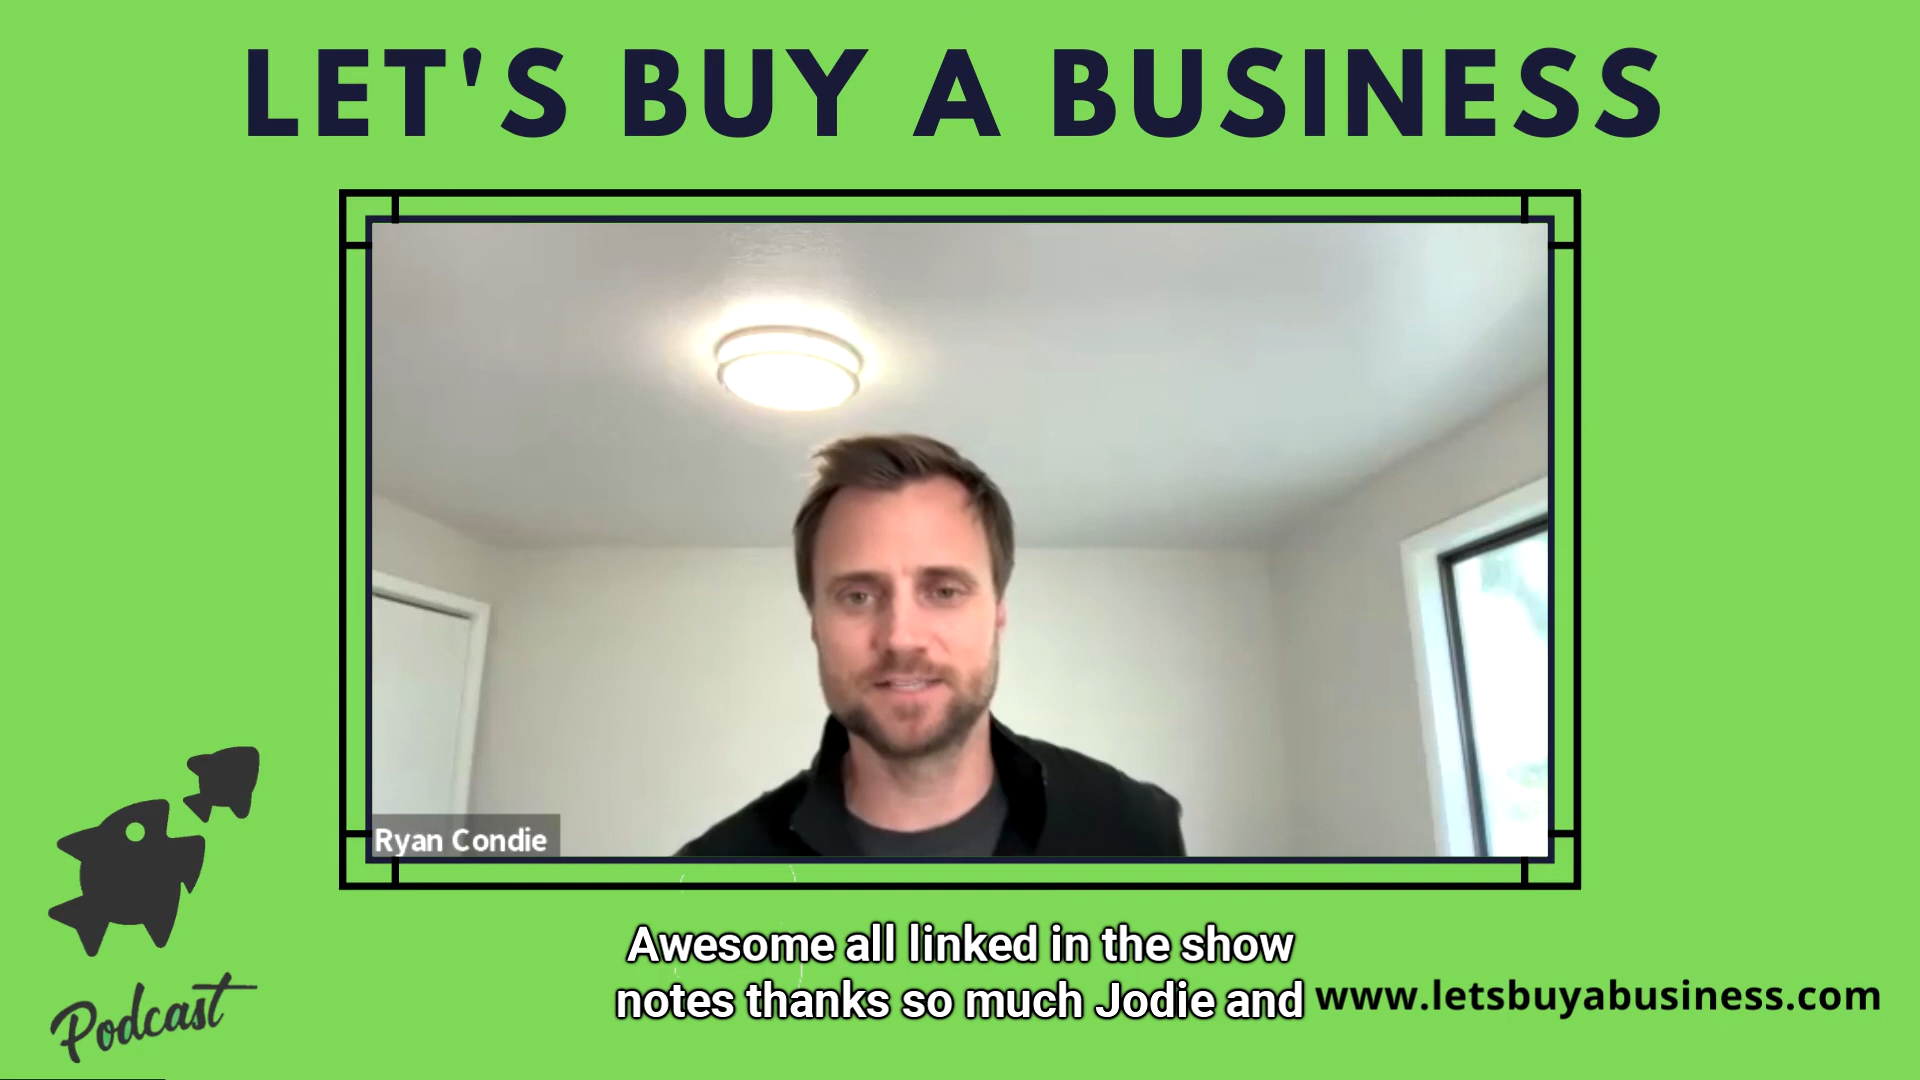 LET'S BUY A BUSINESS
Ryan Condie
Awesome all linked in the show
notes thanks so much Jodie and
www.letsbuyabusiness.com
Podcast